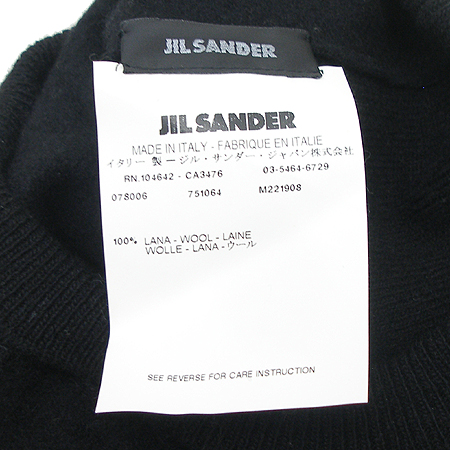 JIL SANDER
JIL SANDER
MADE IN ITALY - FABRIQUE EN ITALIE
イタリー 製 ージル・サンダー・ジャパン株式会社
RN.104642 - CA3476 03-5464-6729
078006 751064 M221908
100% LANA - WOOL - LAINE
WOLLE - LANA - ウール
SEE REVERSE FOR CARE INSTRUCTION